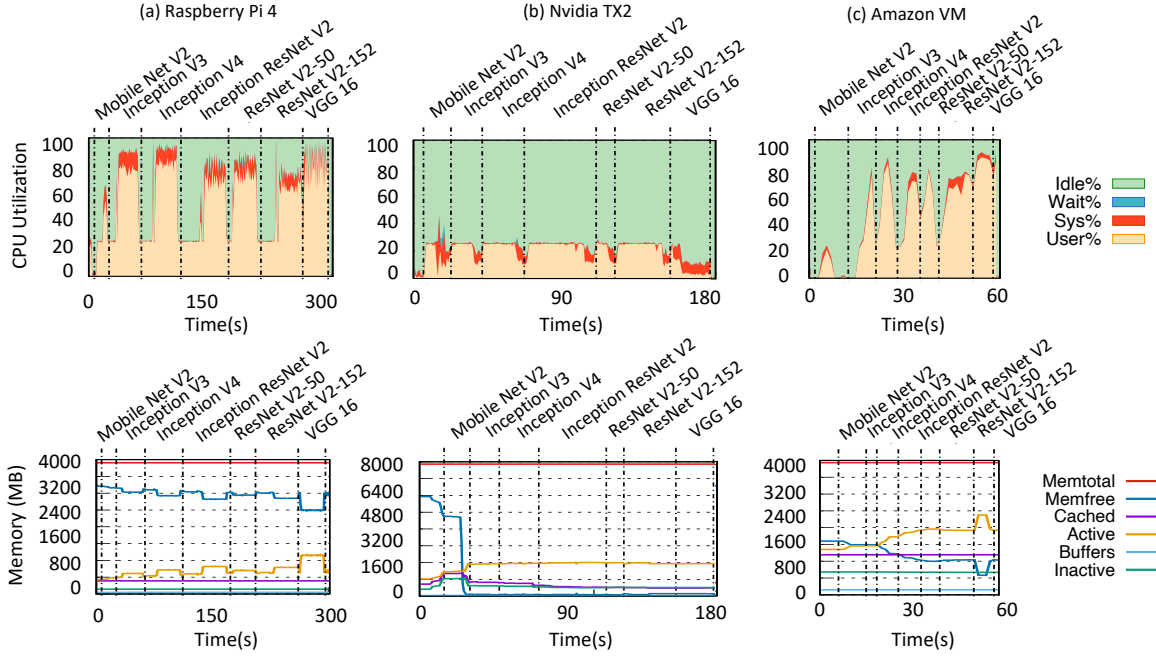 (a) Raspberry Pi 4
(b) Nvidia TX2
(c) Amazon VM
Mobile Net V2
Inception V3
Inception V4
Inception ResNet V2
ResNet V2-50
ResNet V2-152
VGG 16
Mobile Net V2
Inception V3
Inception V4
Inception ResNet V2
ResNet V2-50
ResNet V2-152
VGG 16
Mobile Net V2
Inception V3
Inception V4
Inception ResNet V2
ResNet V2-50
ResNet V2-152
VGG 16
CPU Utilization
100
80
60
40
20
0
0 150 300
Time(s)
100
80
60
40
20
0
0 90 180
Time(s)
100
80
60
40
20
0
0 30 60
Time(s)
Idle%
Wait%
Sys%
User%
Mobile Net V2
Inception V3
Inception V4
Inception ResNet V2
ResNet V2-50
ResNet V2-152
VGG 16
Mobile Net V2
Inception V3
Inception V4
Inception ResNet V2
ResNet V2-50
ResNet V2-152
VGG 16
Mobile Net V2
Inception V3
Inception V4
Inception ResNet V2
ResNet V2-50
ResNet V2-152
VGG 16
Memory (MB)
4000
3200
2400
1600
800
0
0 150 300
Time(s)
8000
6400
4800
3200
1600
0
0 90 180
Time(s)
4000
3200
2400
1600
800
0
0 30 60
Time(s)
Memtotal
Memfree
Cached
Active
Buffers
Inactive